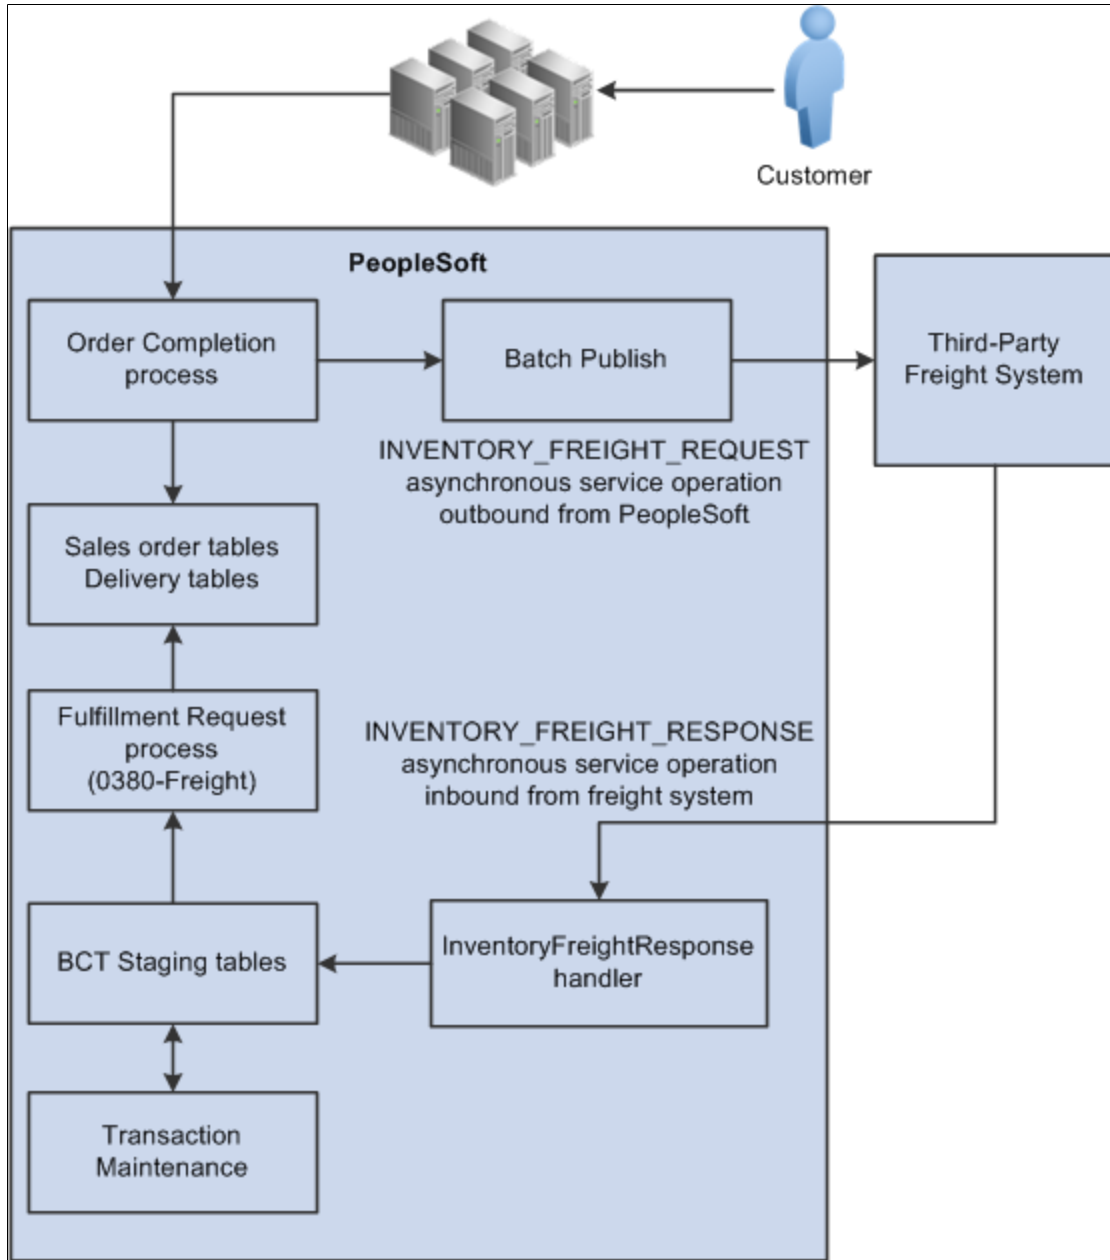 Customer
PeopleSoft
Order Completion
process
Batch Publish
Third-Party
Freight System
INVENTORY_FREIGHT_REQUEST
asynchronous service operation
outbound from PeopleSoft
Sales order tables
Delivery tables
Fulfillment Request
process
(0380-Freight)
INVENTORY_FREIGHT_RESPONSE
asynchronous service operation
inbound from freight system
BCT Staging tables
InventoryFreightResponse
handler
Transaction
Maintenance